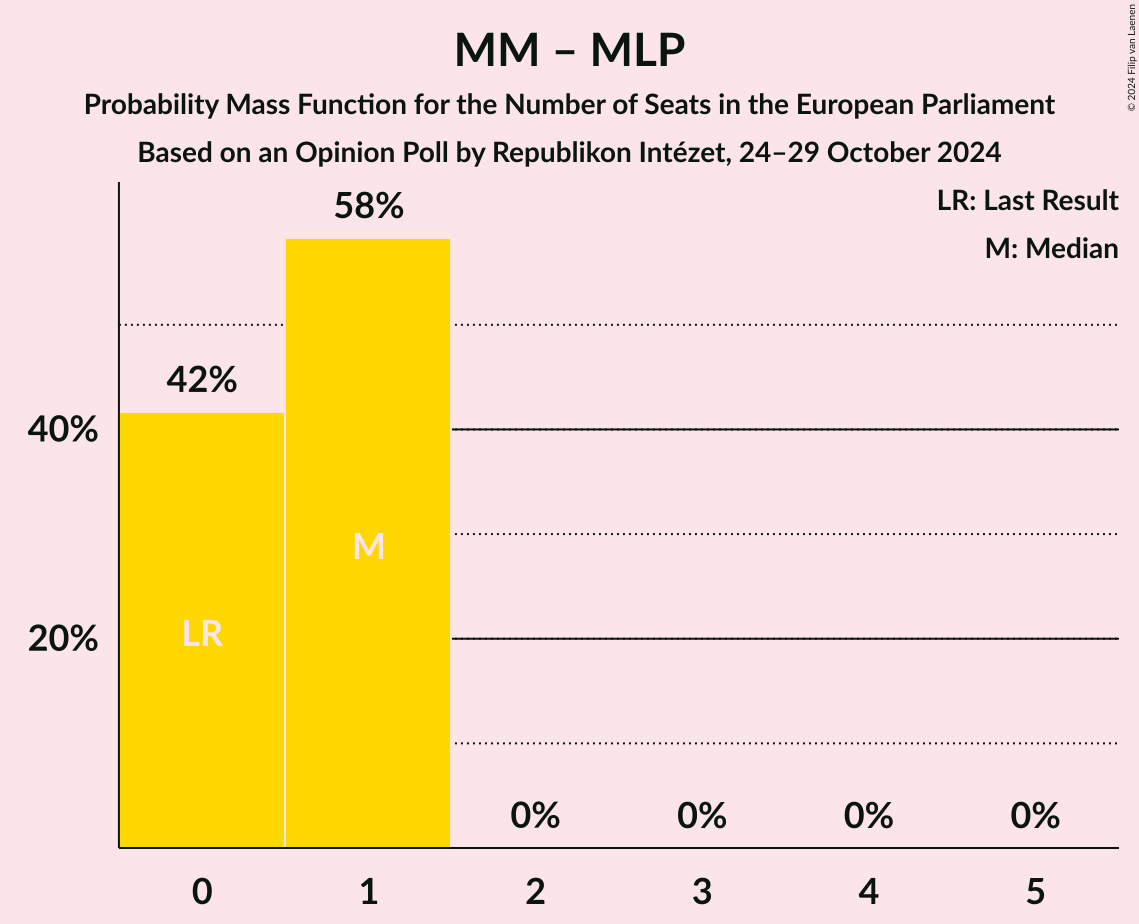 MM – MLP
Probability Mass Function for the Number of Seats in the European Parliament
Based on an Opinion Poll by Republikon Intézet, 24–29 October 2024
© 2024 Filip van Laenen
LR: Last Result
M: Median
58%
42%
40%
M
LR
20%
0% 0% 0% 0%
0 1 2 3 4 5